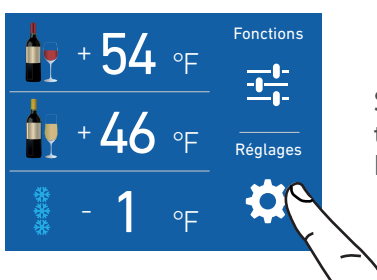 + 54 °F
Fonctions
+ 46 °F
Réglages
- 1 °F